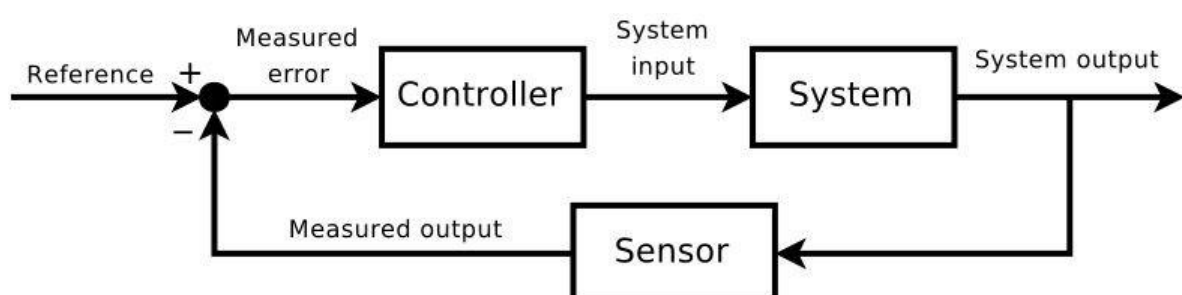 Reference
+
−
Measured
error
Controller
System
input
System
System output
Measured output
Sensor